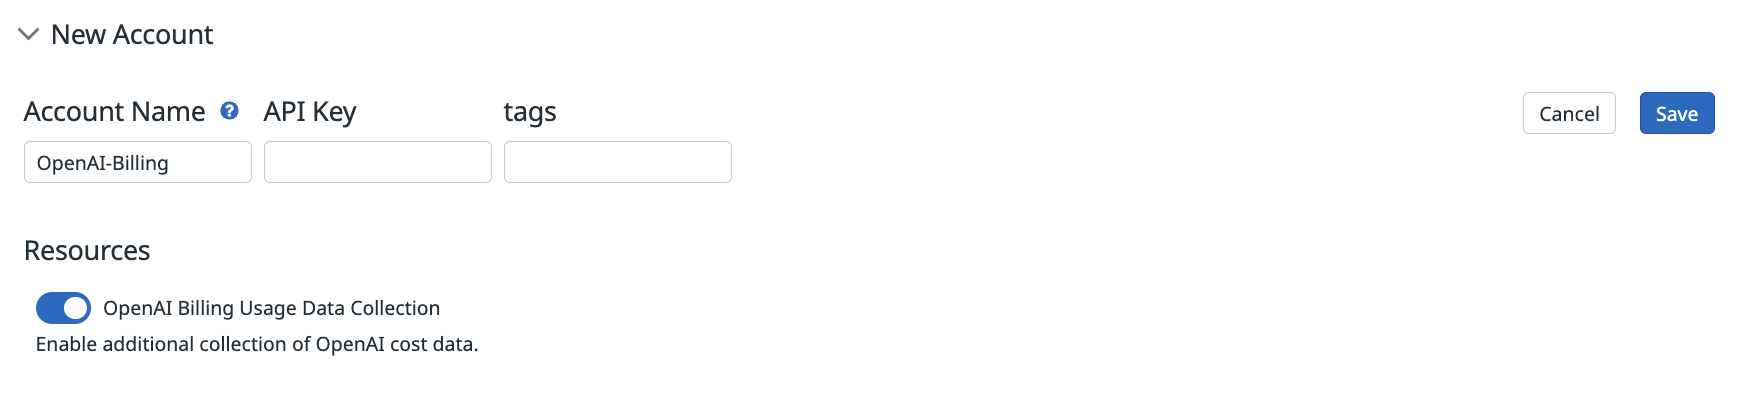 New Account
Account Name ? API Key tags
Cancel Save
OpenAI-Billing
Resources
OpenAI Billing Usage Data Collection
Enable additional collection of OpenAI cost data.